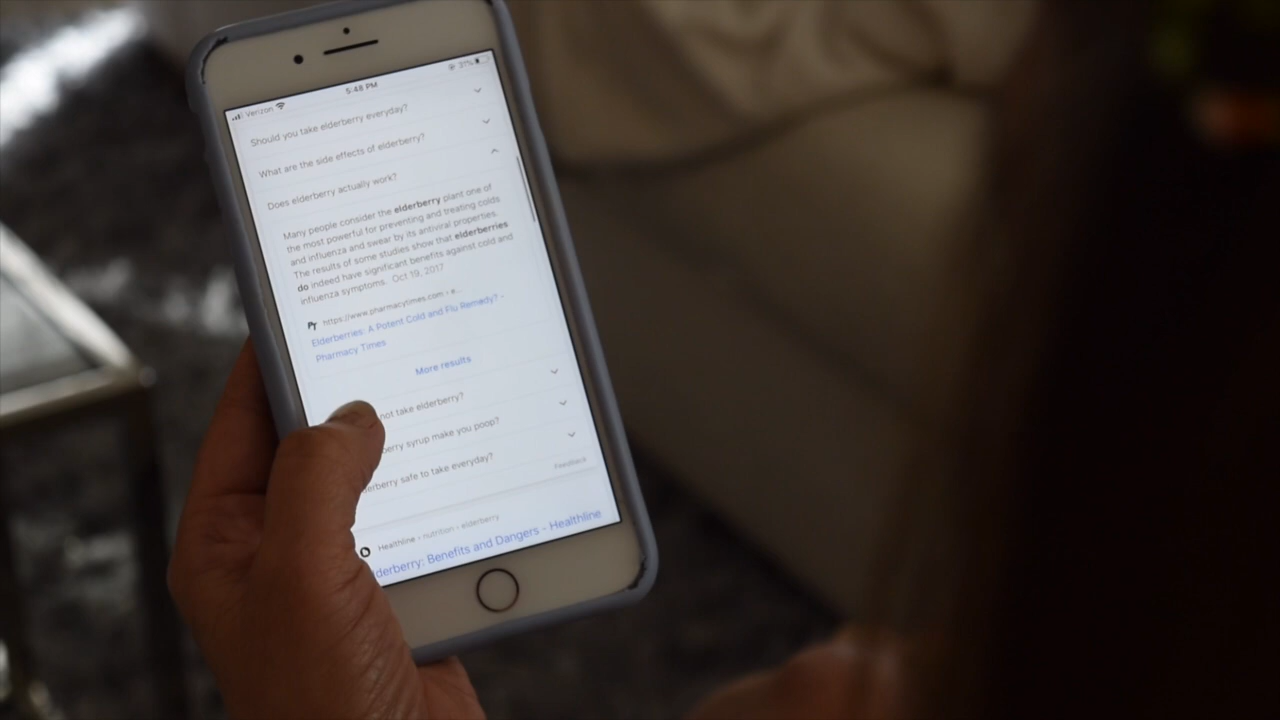 verizon 5:48 PM 37%
Should you take elderberry everyday?
What are the side effects of elderberry?
Does elderberry actually work?
Many people consider the elderberry plant one of
the most powerful for preventing and treating colds
and influenza and swear by its antiviral properties.
The results of some studies show that elderberries
do indeed have significant benefits against cold and
influenza symptoms. Oct 19, 2017
https://www.pharmacytimes.com › e...
Elderberries: A Potent Cold and Flu Remedy? -
Pharmacy Times
More results
not take elderberry?
berry syrup make you poop?
derberry safe to take everyday?
Feedback
Healthline › nutrition › elderberry
derberry: Benefits and Dangers - Healthline